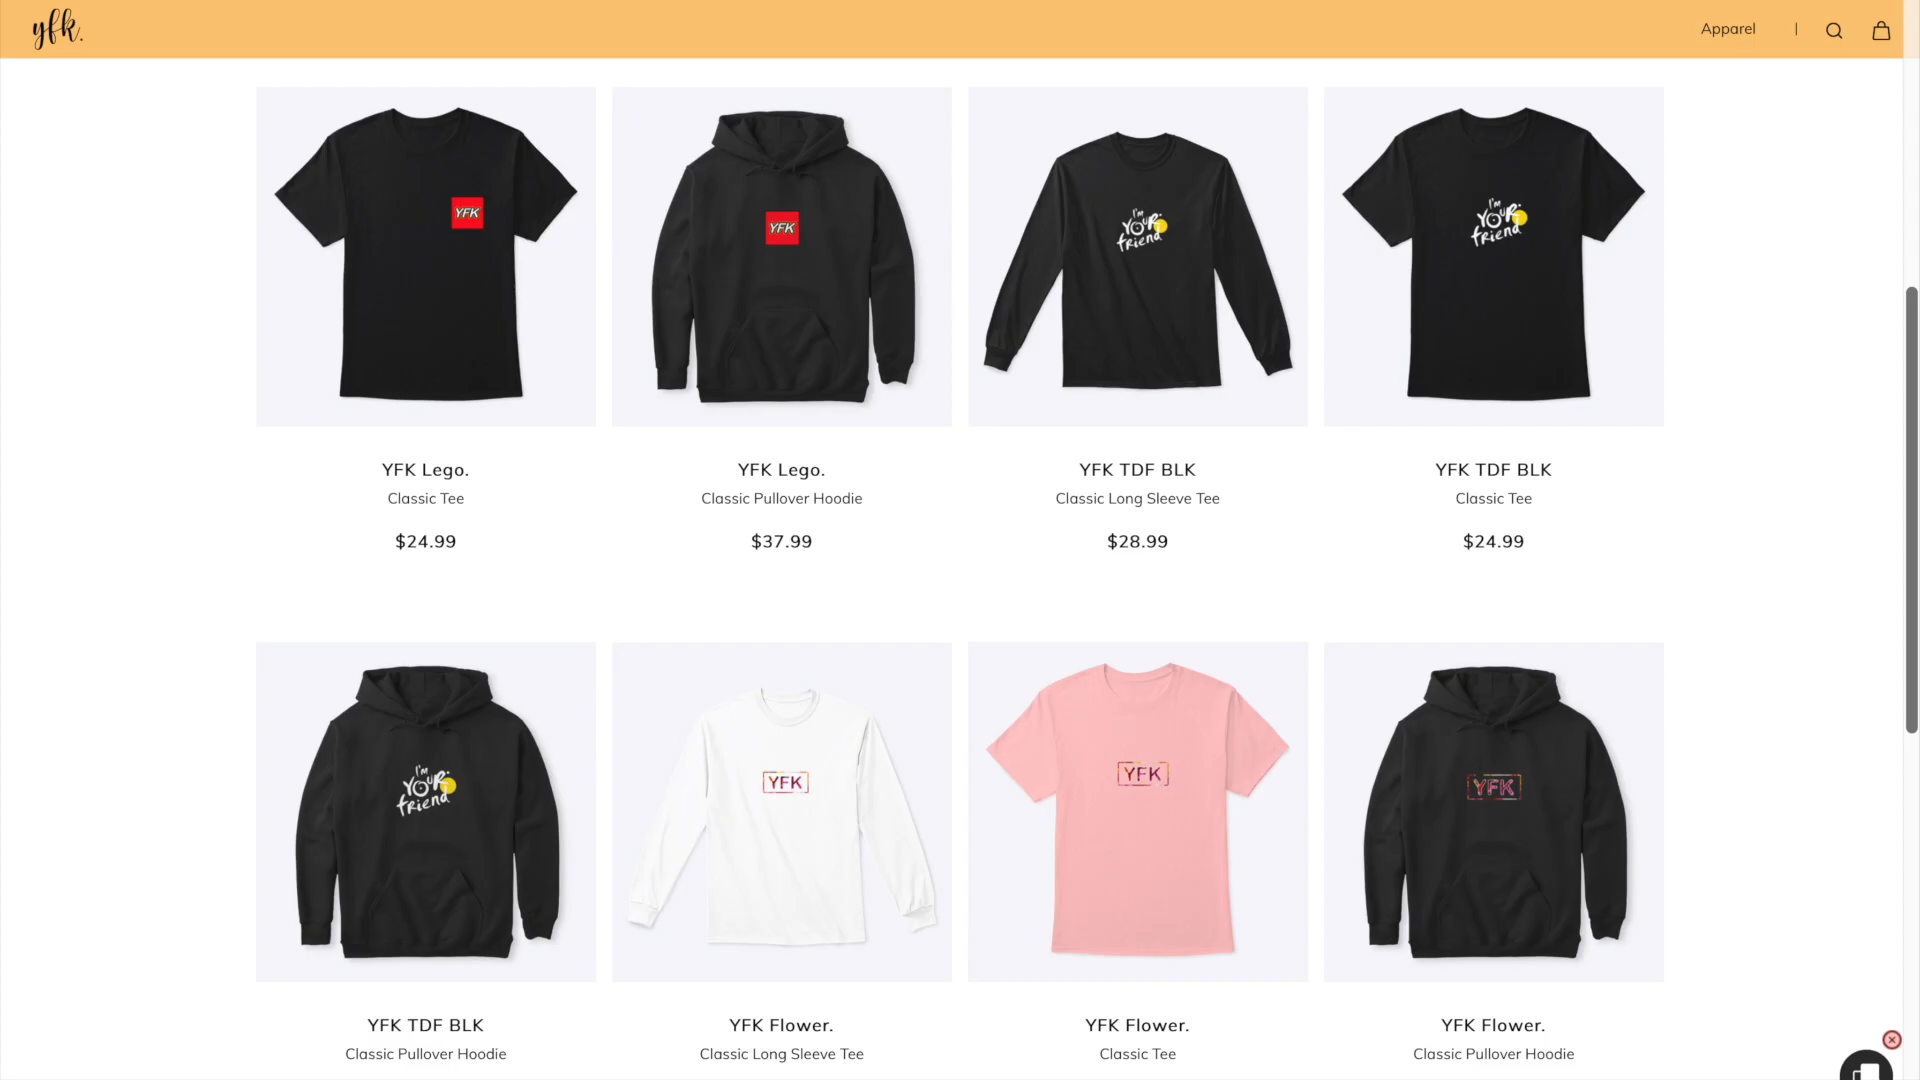 yfk.
Apparel
YFK
YFK
I'm
YOUR.
friend
I'm
YOUR.
friend
YFK Lego.
Classic Tee
$24.99
YFK Lego.
Classic Pullover Hoodie
$37.99
YFK TDF BLK
Classic Long Sleeve Tee
$28.99
YFK TDF BLK
Classic Tee
$24.99
I'm
YOUR.
friend
YFK
YFK
YFK
YFK TDF BLK
Classic Pullover Hoodie
YFK Flower.
Classic Long Sleeve Tee
YFK Flower.
Classic Tee
YFK Flower.
Classic Pullover Hoodie